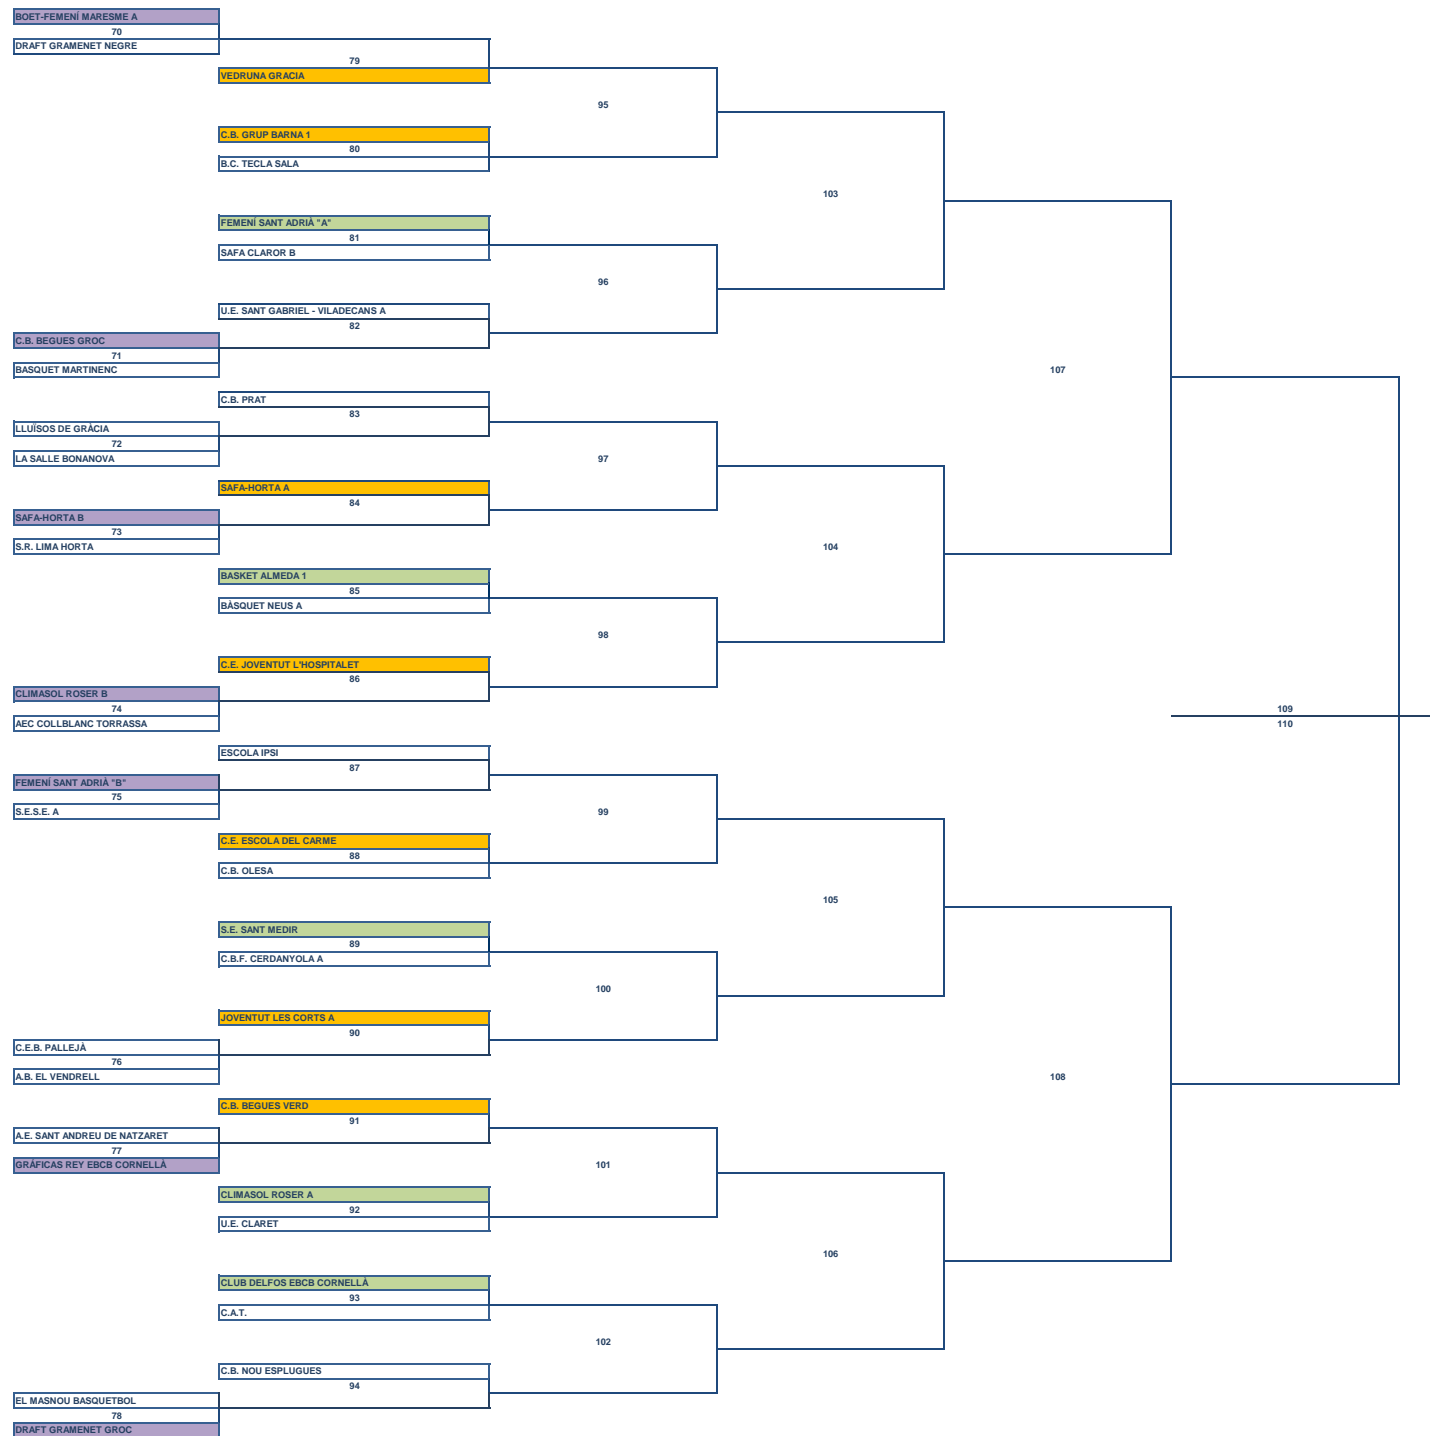 BOET-FEMENÍ MARESME A
70
DRAFT GRAMENET NEGRE
79
VEDRUNA GRACIA
95
C.B. GRUP BARNA 1
80
B.C. TECLA SALA
103
FEMENÍ SANT ADRIÀ "A"
81
SAFA CLAROR B
96
U.E. SANT GABRIEL - VILADECANS A
82
C.B. BEGUES GROC
71
BASQUET MARTINENC
107
C.B. PRAT
83
LLUÏSOS DE GRÀCIA
72
LA SALLE BONANOVA
97
SAFA-HORTA A
84
SAFA-HORTA B
73
S.R. LIMA HORTA
104
BASKET ALMEDA 1
85
BÀSQUET NEUS A
98
C.E. JOVENTUT L'HOSPITALET
86
CLIMASOL ROSER B
74
AEC COLLBLANC TORRASSA
109
110
ESCOLA IPSI
87
FEMENÍ SANT ADRIÀ "B"
75
S.E.S.E. A
99
C.E. ESCOLA DEL CARME
88
C.B. OLESA
105
S.E. SANT MEDIR
89
C.B.F. CERDANYOLA A
100
JOVENTUT LES CORTS A
90
C.E.B. PALLEJÀ
76
A.B. EL VENDRELL
108
C.B. BEGUES VERD
91
A.E. SANT ANDREU DE NATZARET
77
GRÁFICAS REY EBCB CORNELLÀ
101
CLIMASOL ROSER A
92
U.E. CLARET
106
CLUB DELFOS EBCB CORNELLÀ
93
C.A.T.
102
C.B. NOU ESPLUGUES
94
EL MASNOU BASQUETBOL
78
DRAFT GRAMENET GROC